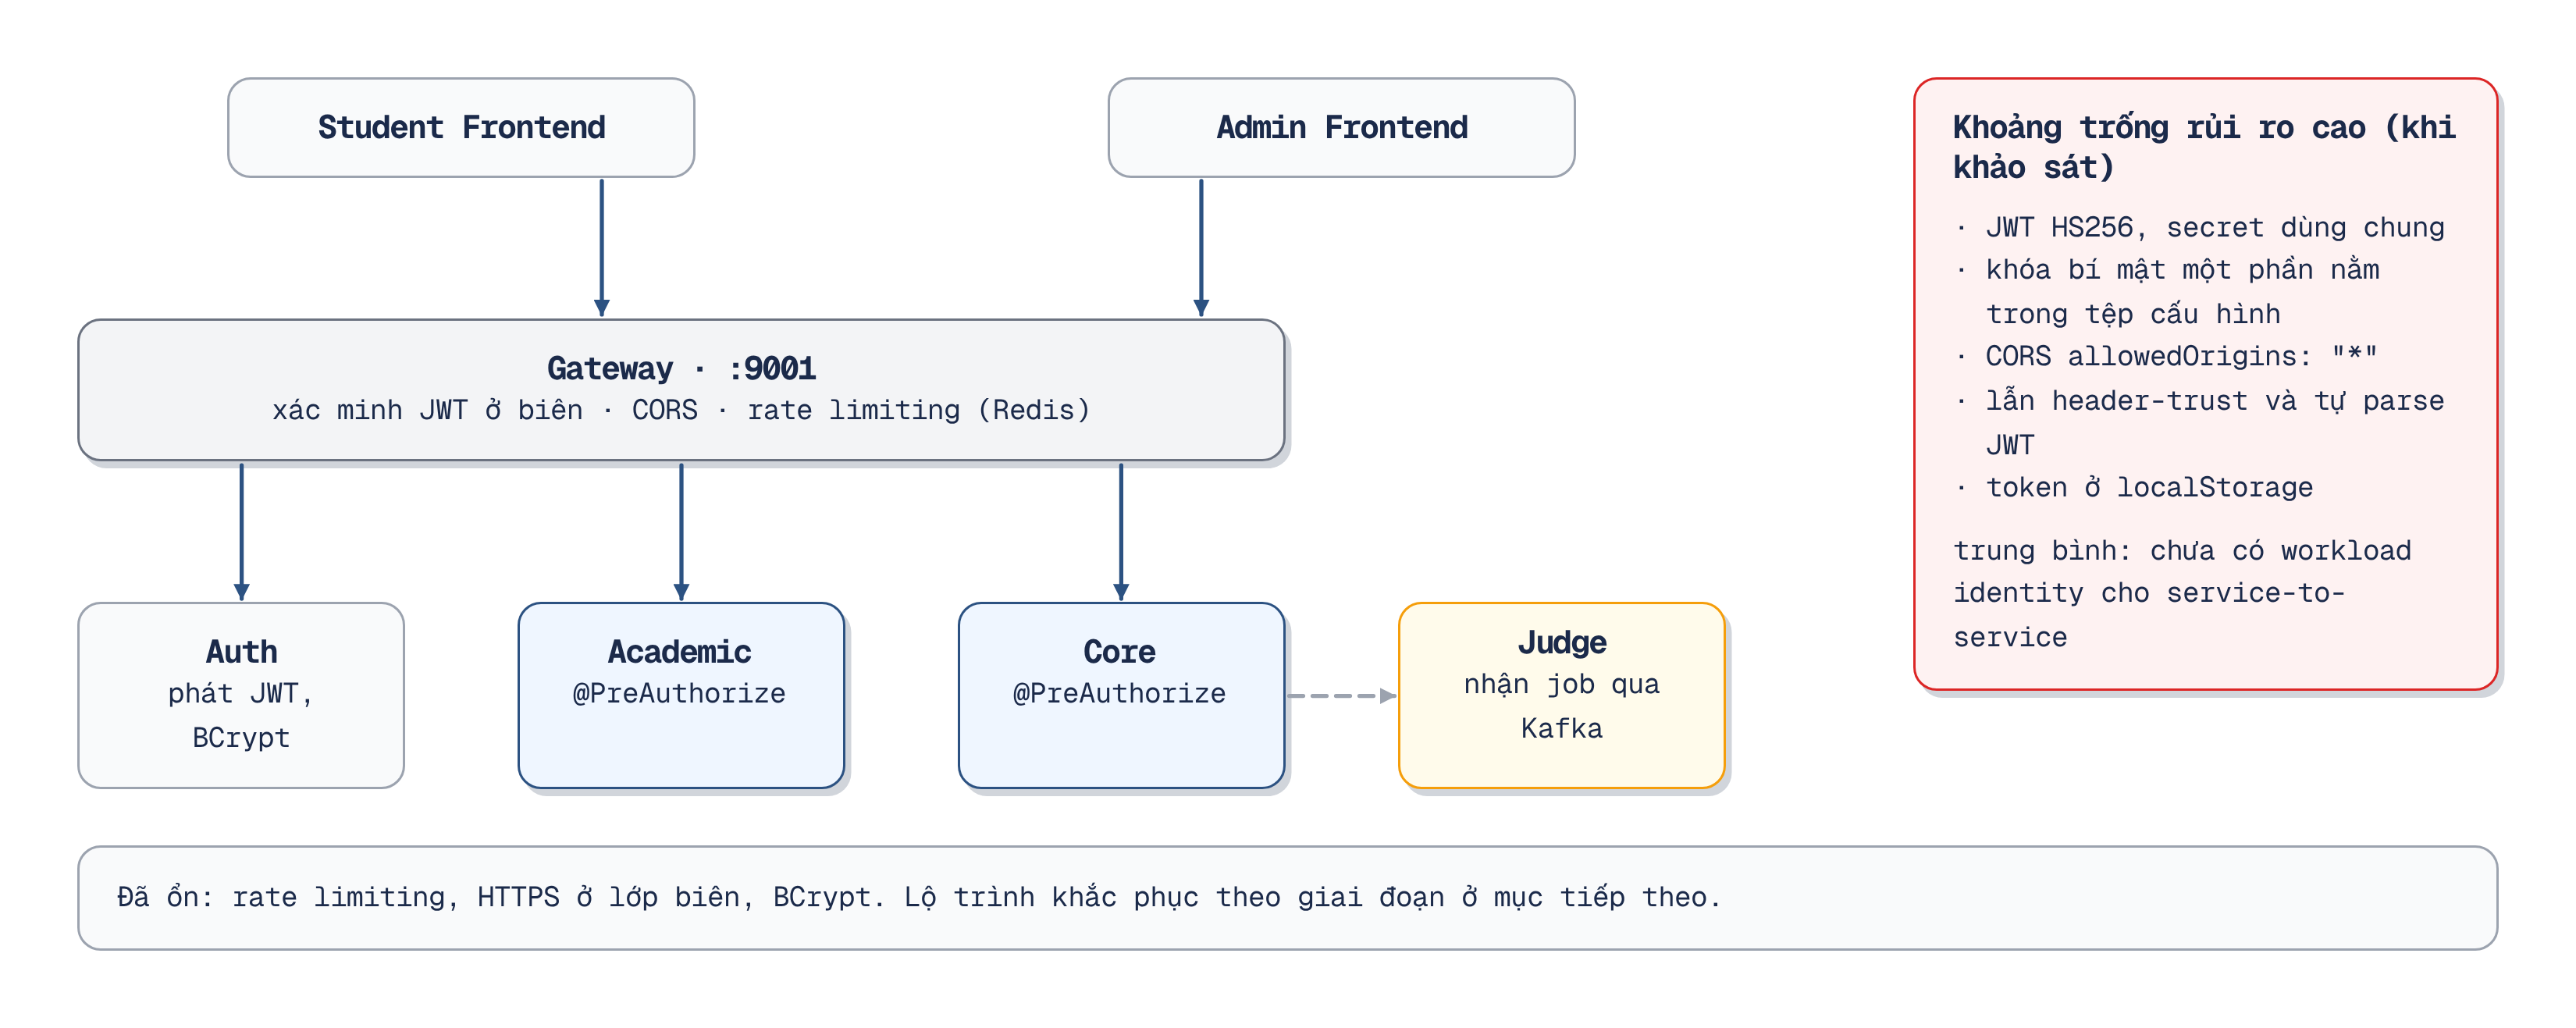 Student Frontend
Admin Frontend
Gateway · :9001
xác minh JWT ở biên · CORS · rate limiting (Redis)
Auth
phát JWT,
BCrypt
Academic
@PreAuthorize
Core
@PreAuthorize
Judge
nhận job qua
Kafka
Khoảng trống rủi ro cao (khi
khảo sát)
· JWT HS256, secret dùng chung
· khóa bí mật một phần nằm
trong tệp cấu hình
· CORS allowedOrigins: "*"
· lẫn header-trust và tự parse
JWT
· token ở localStorage
trung bình: chưa có workload
identity cho service-to-
service
Đã ổn: rate limiting, HTTPS ở lớp biên, BCrypt. Lộ trình khắc phục theo giai đoạn ở mục tiếp theo.